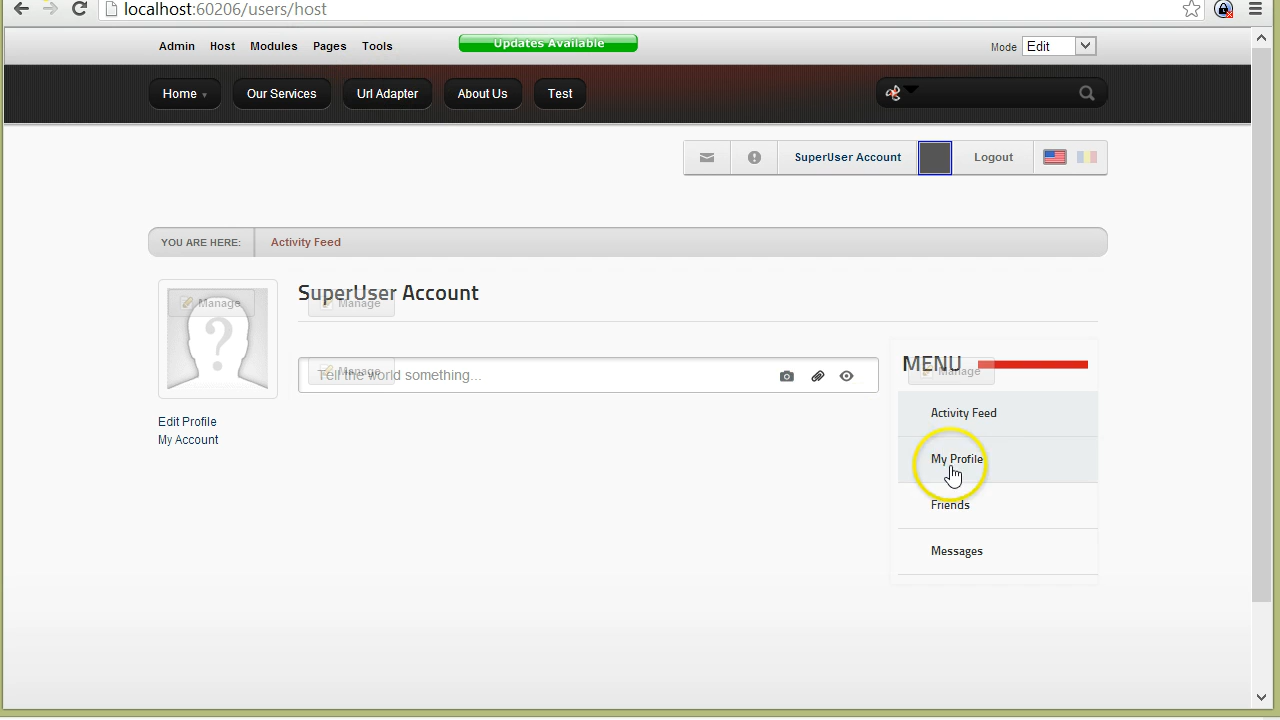 localhost:60206/users/host
Admin Host Modules Pages Tools Updates Available Mode Edit
Home Our Services Url Adapter About Us Test
SuperUser Account Logout
YOU ARE HERE: Activity Feed
Manage
SuperUser Account
Manage
Tell the world something...
Manage
MENU
Manage
Activity Feed
Edit Profile
My Account
My Profile
Friends
Messages